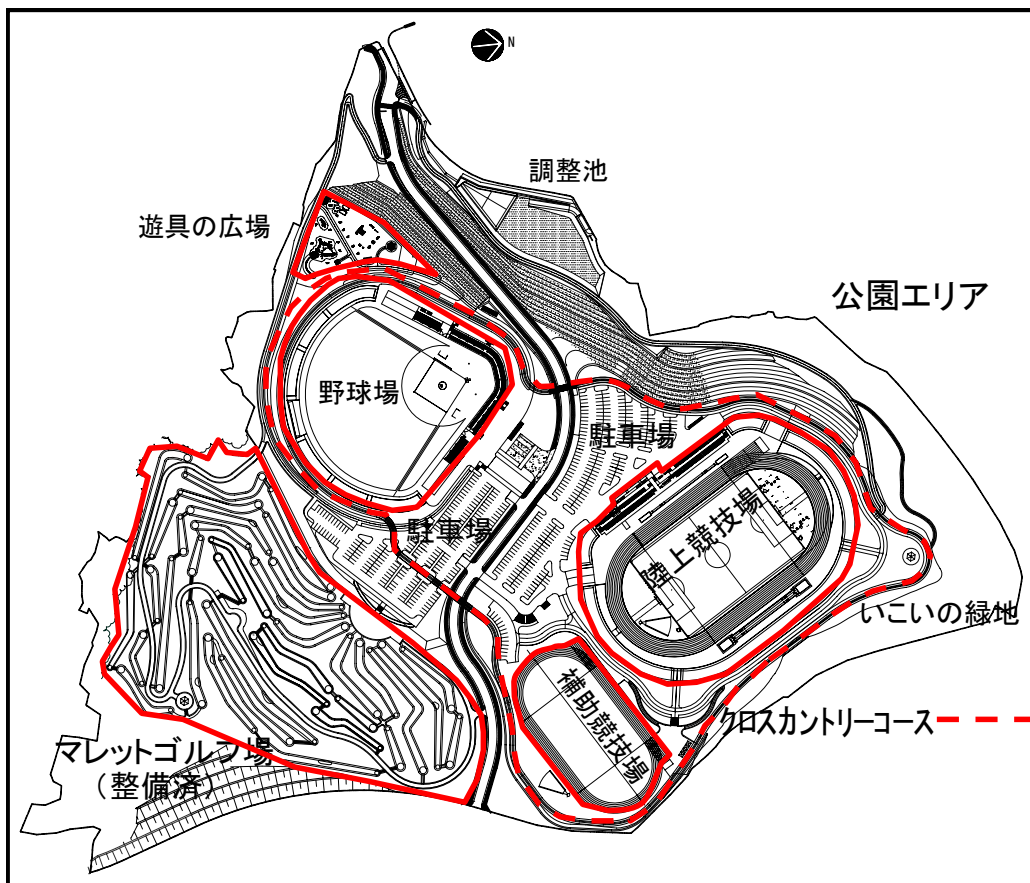 N
調整池
遊具の広場
公園エリア
野球場
駐車場
駐車場
陸上競技場
いこいの緑地
補助競技場
クロスカントリーコース
マレットゴルフ場
（整備済）